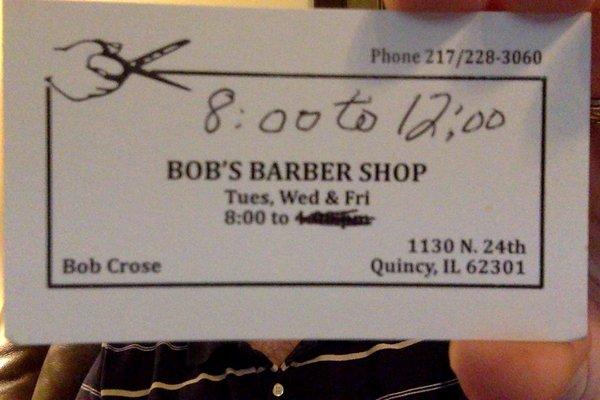 Phone 217/228-3060
8:00 to 12:00
BOB'S BARBER SHOP
Tues, Wed & Fri
8:00 to
Bob Crose
1130 N. 24th
Quincy, IL 62301